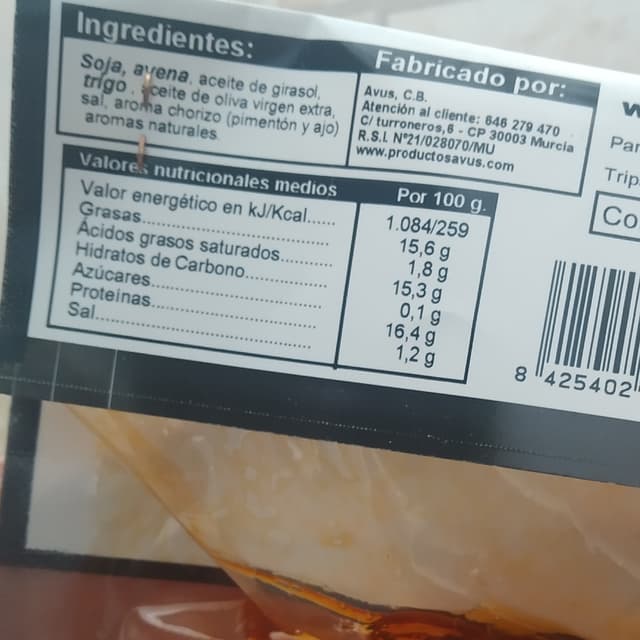 Ingredientes:
Soja, avena, aceite de girasol,
trigo, aceite de oliva virgen extra,
sal, aroma chorizo (pimentón y ajo)
aromas naturales.
Fabricado por:
Avus, C.B.
Atención al cliente: 646 279 470
C/ turroneros,6 - CP 30003 Murcia
R.S.I. Nº21/028070/MU
www.productosavus.com
Valores nutricionales medios Por 100 g.
Valor energético en kJ/Kcal...... 1.084/259
Grasas........ 15,6 g
Ácidos grasos saturados......... 1,8 g
Hidratos de Carbono............ 15,3 g
Azúcares........ 0,1 g
Proteínas........ 16,4 g
Sal........ 1,2 g
Par
Trip
Co
8 425402